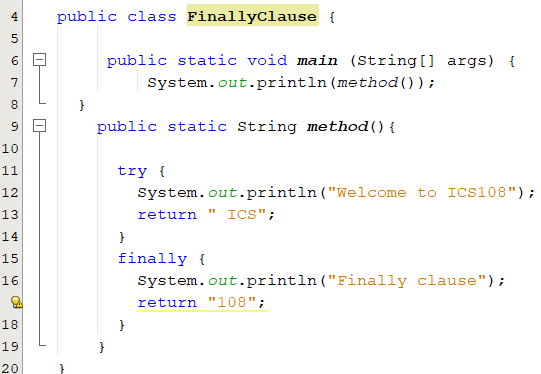 4 public class FinallyClause {
5
6 public static void main (String[] args) {
7 System.out.println(method());
8 }
9 public static String method(){
10
11 try {
12 System.out.println("Welcome to ICS108");
13 return " ICS";
14 }
15 finally {
16 System.out.println("Finally clause");
return "108";
18 }
19 }
20 }